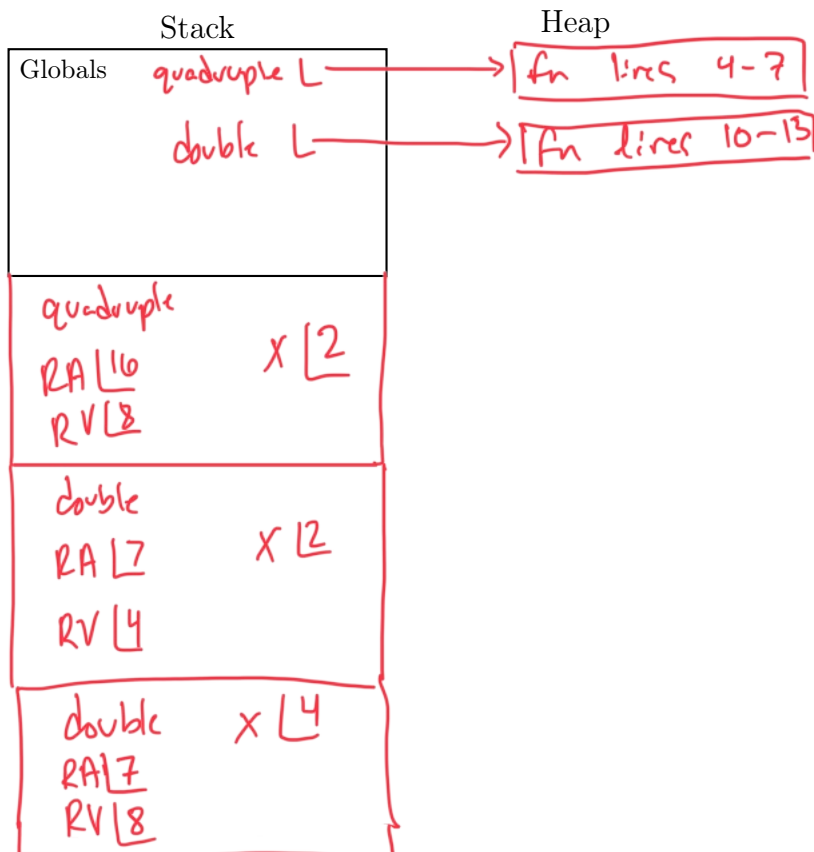 Stack
Heap
Globals
quadruple
fn lines 4-7
double
fn lines 10-13
quadruple
x 2
RA 16
RV 8
double
x 2
RA 7
RV 4
double
x 4
RA 7
RV 8